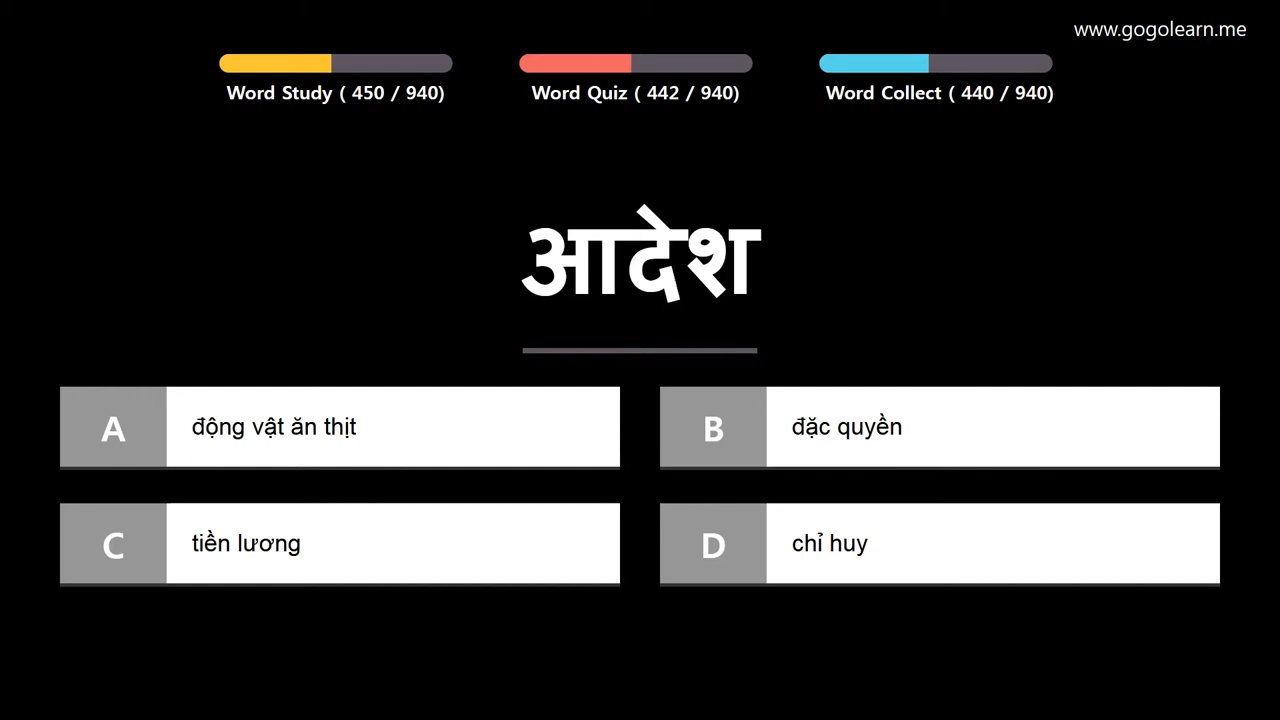 www.gogolearn.me
Word Study ( 450 / 940)
Word Quiz ( 442 / 940)
Word Collect ( 440 / 940)
आदेश
A động vật ăn thịt
B đặc quyền
C tiền lương
D chỉ huy